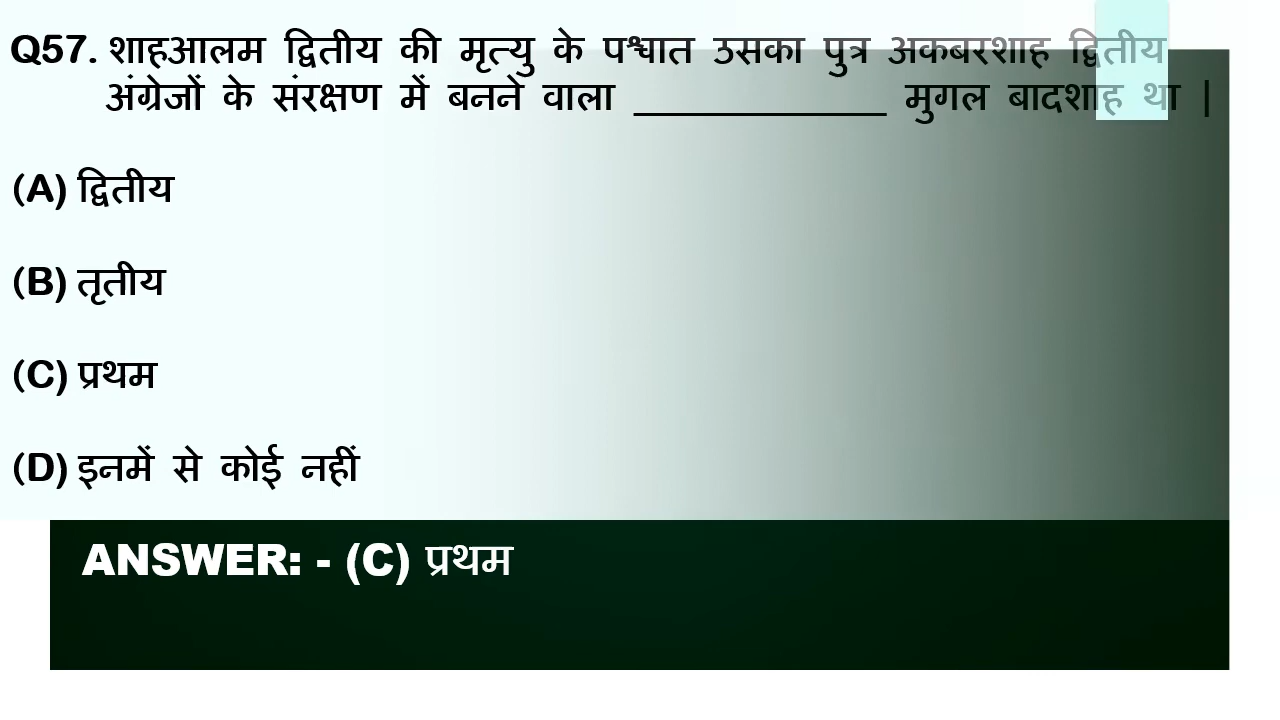 Q57. शाहआलम द्वितीय की मृत्यु के पश्चात उसका पुत्र अकबरशाह द्वितीय
अंग्रेजों के संरक्षण में बनने वाला ____________ मुगल बादशाह था |
(A) द्वितीय
(B) तृतीय
(C) प्रथम
(D) इनमें से कोई नहीं
ANSWER: - (C) प्रथम